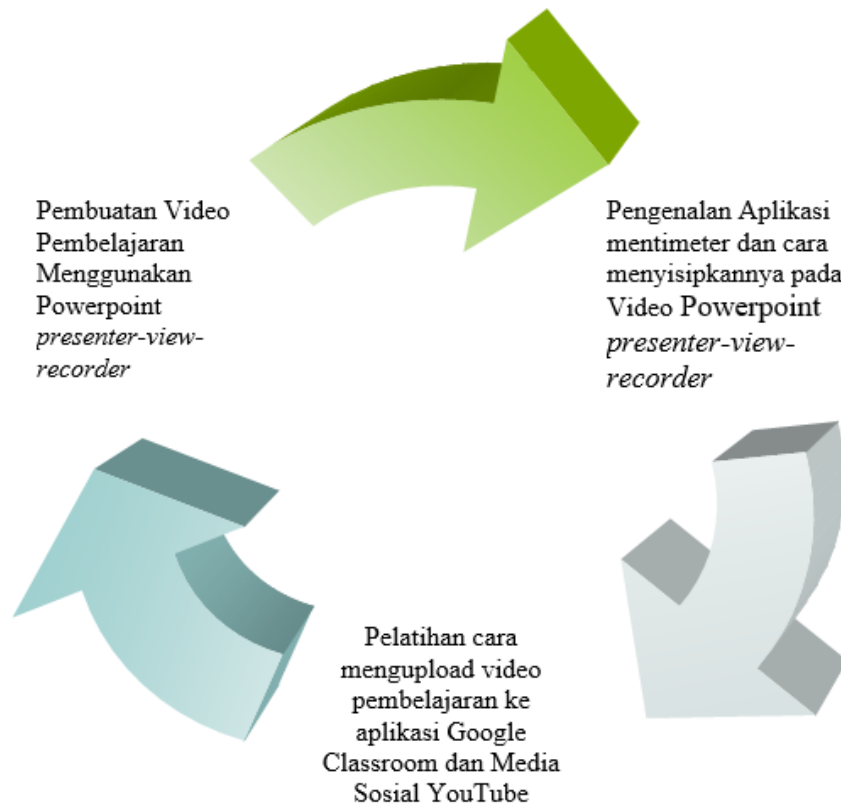 Pembuatan Video
Pembelajaran
Menggunakan
Powerpoint
presenter-view-
recorder
Pengenalan Aplikasi
mentimeter dan cara
menyisipkannya pada
Video Powerpoint
presenter-view-
recorder
Pelatihan cara
mengupload video
pembelajaran ke
aplikasi Google
Classroom dan Media
Sosial YouTube